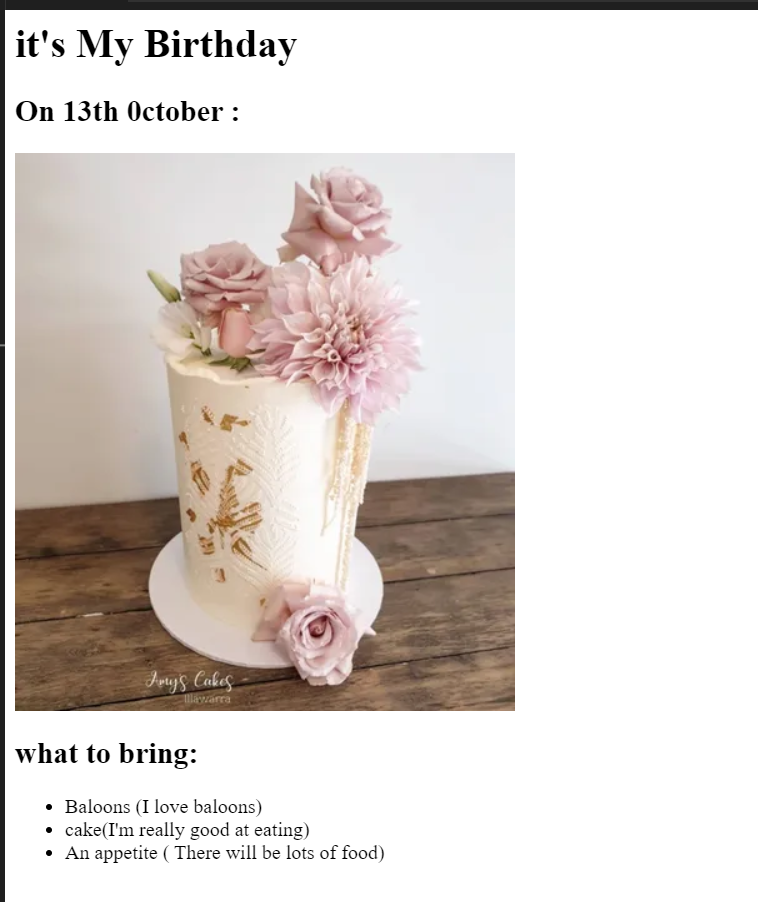 it's My Birthday
On 13th 0ctober :
Amys Cakes
Illawarra
what to bring:
Baloons (I love baloons)
cake(I'm really good at eating)
An appetite ( There will be lots of food)